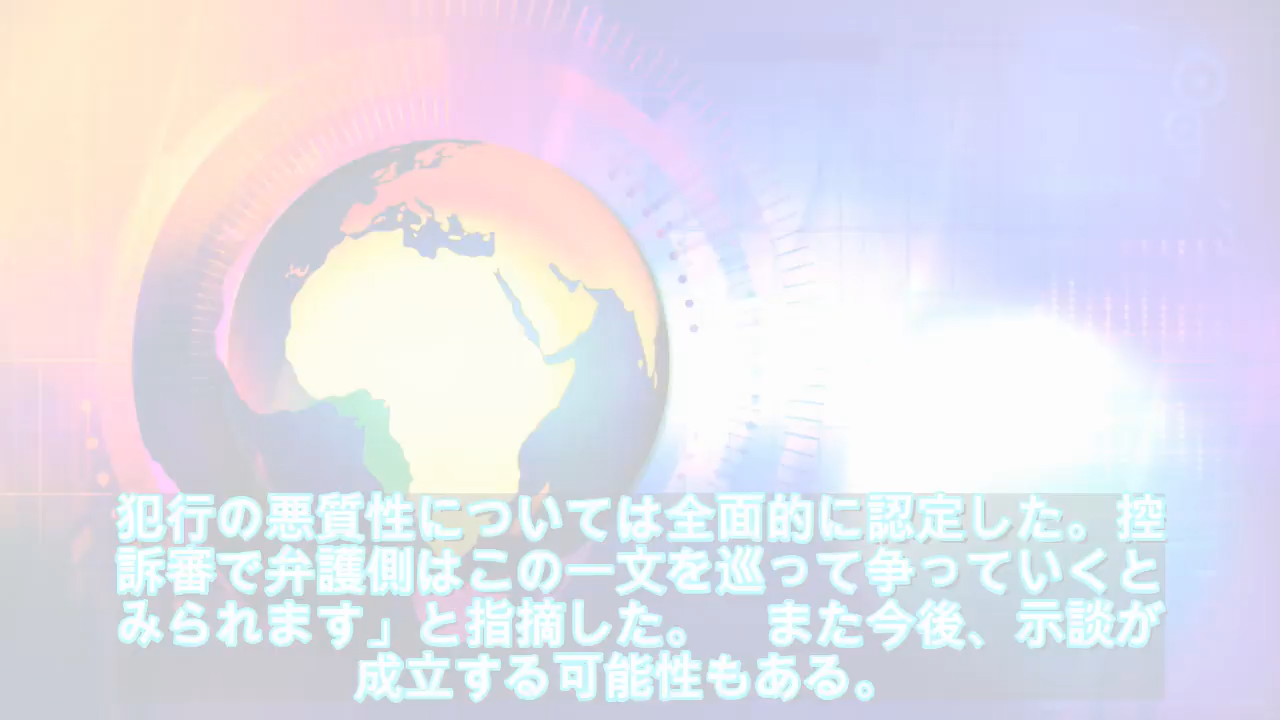 犯行の悪質性については全面的に認定した。控
訴審で弁護側はこの一文を巡って争っていくと
みられます」と指摘した。　また今後、示談が
成立する可能性もある。